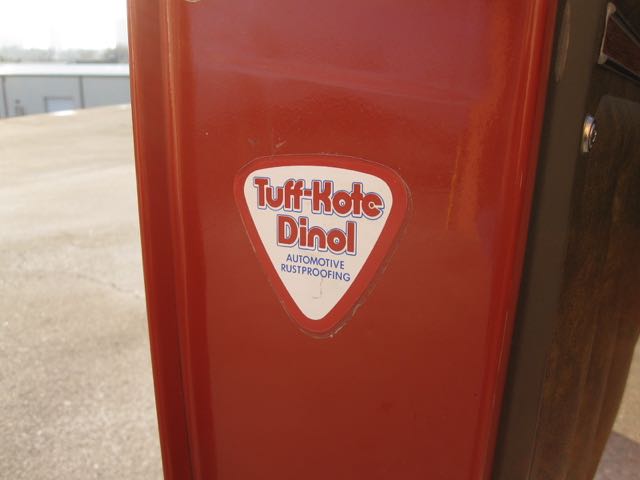 Tuff-Kote
Dinol
AUTOMOTIVE
RUSTPROOFING